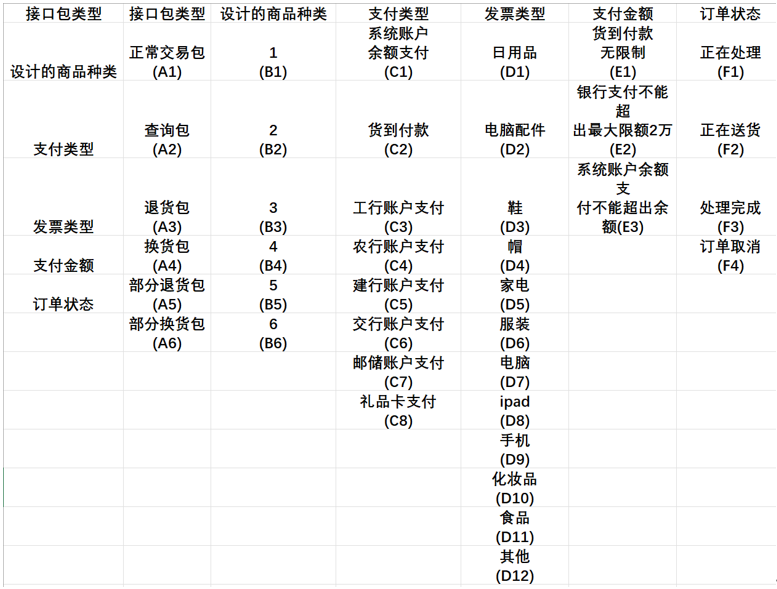 接口包类型 接口包类型 设计的商品种类 支付类型 发票类型 支付金额 订单状态
设计的商品种类
正常交易包
(A1)
1
(B1)
系统账户
余额支付
(C1)
日用品
(D1)
货到付款
无限制
(E1)
正在处理
(F1)
支付类型
查询包
(A2)
2
(B2)
货到付款
(C2)
电脑配件
(D2)
银行支付不能
超
出最大限额2万
(E2)
正在送货
(F2)
发票类型
退货包
(A3)
3
(B3)
工行账户支付
(C3)
鞋
(D3)
系统账户余额
支
付不能超出余
额(E3)
处理完成
(F3)
支付金额
换货包
(A4)
4
(B4)
农行账户支付
(C4)
帽
(D4)
订单取消
(F4)
订单状态
部分退货包
(A5)
5
(B5)
建行账户支付
(C5)
家电
(D5)
部分换货包
(A6)
6
(B6)
交行账户支付
(C6)
服装
(D6)
邮储账户支付
(C7)
电脑
(D7)
礼品卡支付
(C8)
ipad
(D8)
手机
(D9)
化妆品
(D10)
食品
(D11)
其他
(D12)